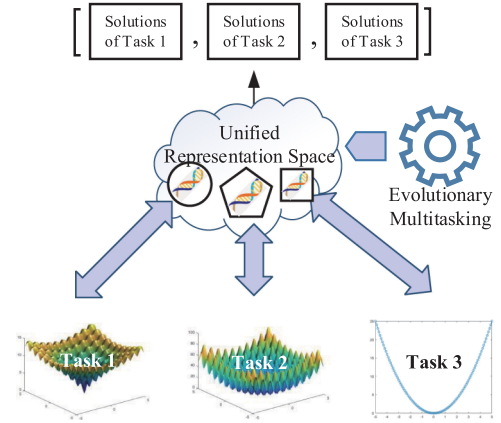 [ Solutions of Task 1 , Solutions of Task 2 , Solutions of Task 3 ]
Unified
Representation Space
Evolutionary
Multitasking
Task 1
Task 2
Task 3